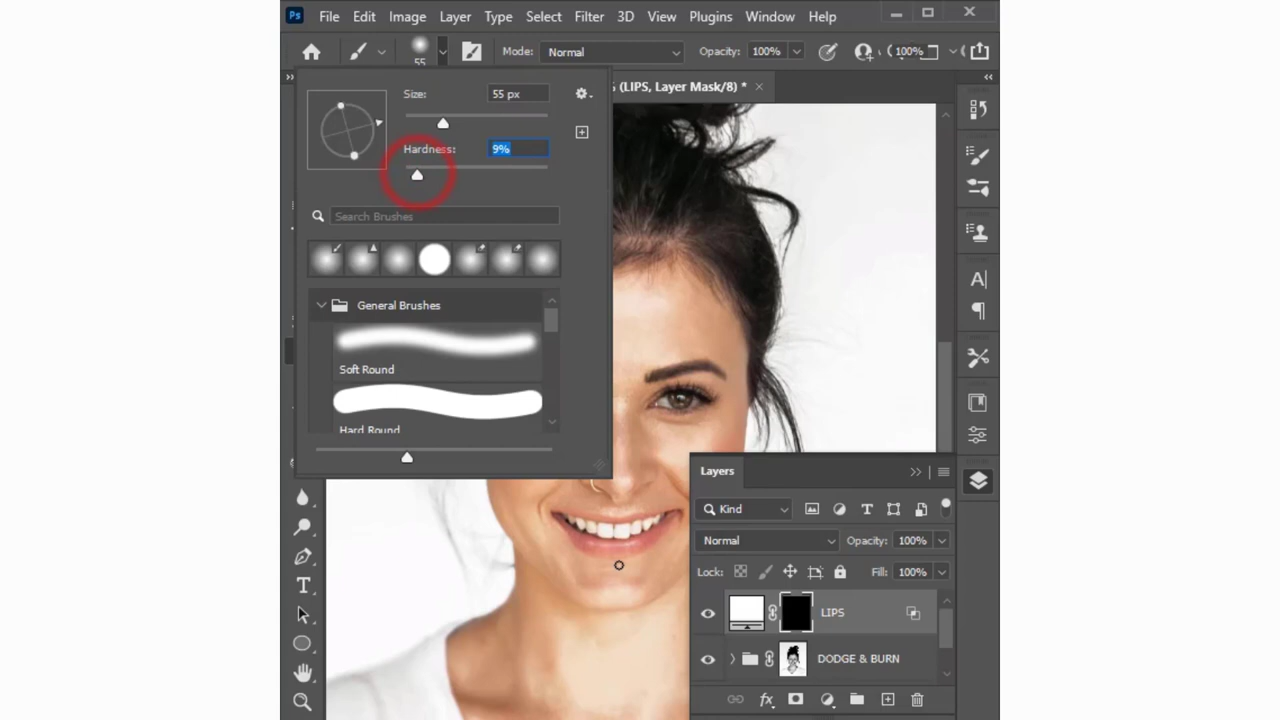 Ps File Edit Image Layer Type Select Filter 3D View Plugins Window Help
55 Mode: Normal Opacity: 100% 100%
(LIPS, Layer Mask/8) *
Size: 55 px
Hardness: 9%
Search Brushes
General Brushes
Soft Round
Hard Round
Layers
Kind
Normal Opacity: 100%
Lock: Fill: 100%
LIPS
DODGE & BURN
fx